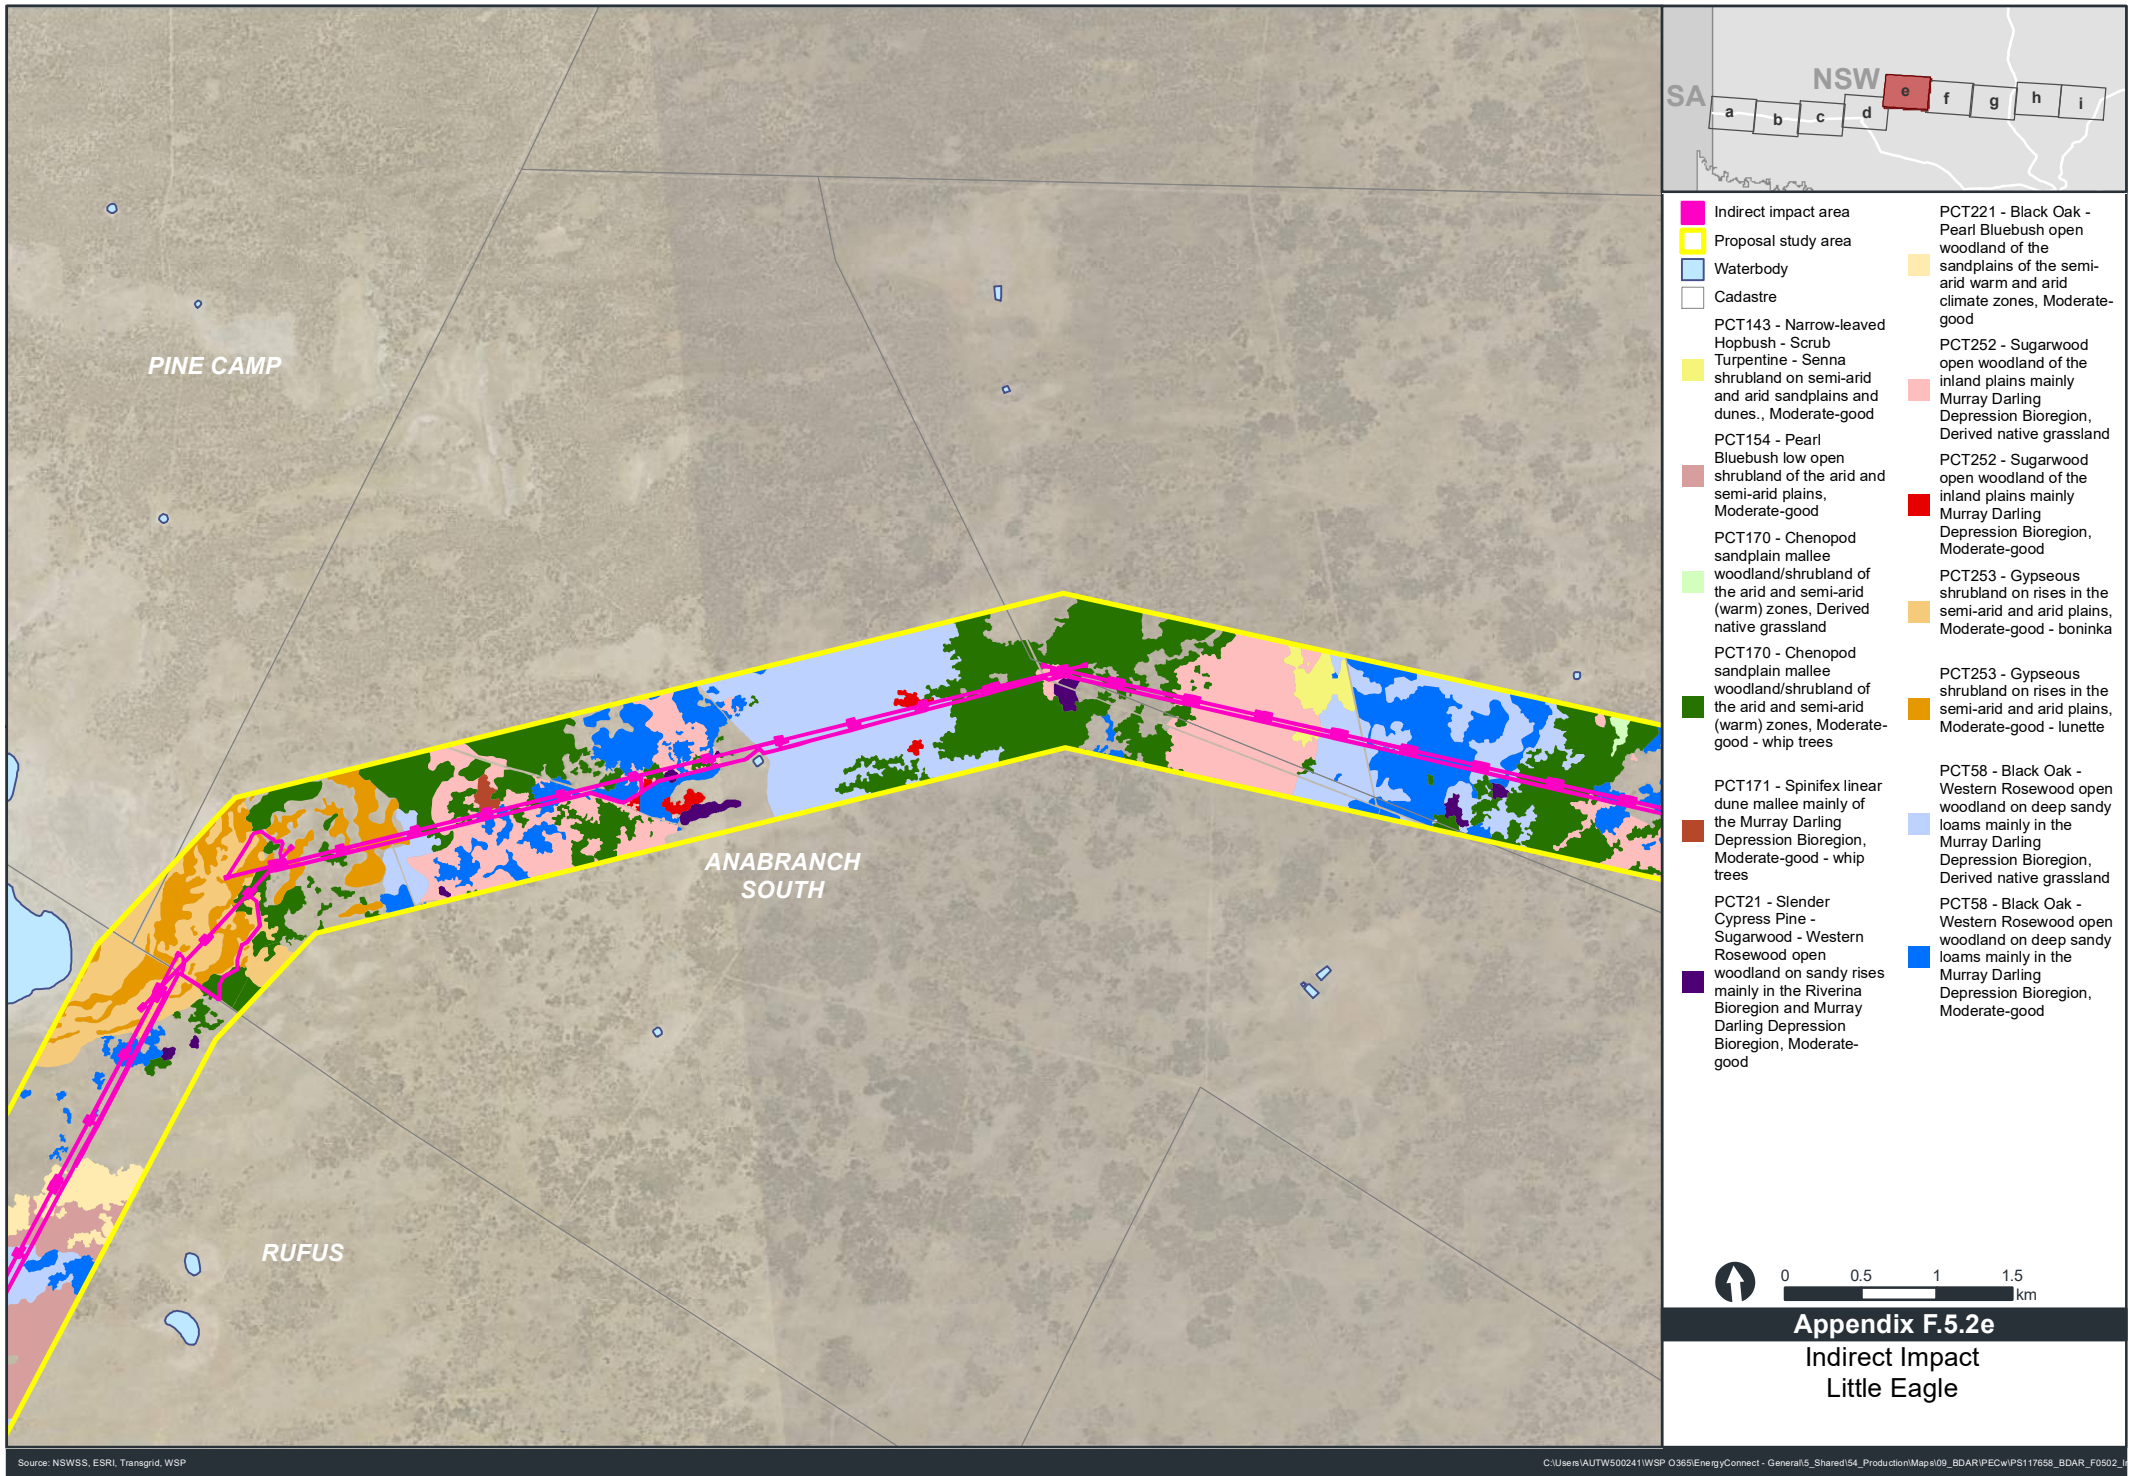 SA
NSW
a
b
c
d
e
f
g
h
i
PINE CAMP
ANABRANCH
SOUTH
RUFUS
Indirect impact area
Proposal study area
Waterbody
Cadastre
PCT143 - Narrow-leaved
Hopbush - Scrub
Turpentine - Senna
shrubland on semi-arid
and arid sandplains and
dunes., Moderate-good
PCT154 - Pearl
Bluebush low open
shrubland of the arid and
semi-arid plains,
Moderate-good
PCT170 - Chenopod
sandplain mallee
woodland/shrubland of
the arid and semi-arid
(warm) zones, Derived
native grassland
PCT170 - Chenopod
sandplain mallee
woodland/shrubland of
the arid and semi-arid
(warm) zones, Moderate-
good - whip trees
PCT171 - Spinifex linear
dune mallee mainly of
the Murray Darling
Depression Bioregion,
Moderate-good - whip
trees
PCT21 - Slender
Cypress Pine -
Sugarwood - Western
Rosewood open
woodland on sandy rises
mainly in the Riverina
Bioregion and Murray
Darling Depression
Bioregion, Moderate-
good
PCT221 - Black Oak -
Pearl Bluebush open
woodland of the
sandplains of the semi-
arid warm and arid
climate zones, Moderate-
good
PCT252 - Sugarwood
open woodland of the
inland plains mainly
Murray Darling
Depression Bioregion,
Derived native grassland
PCT252 - Sugarwood
open woodland of the
inland plains mainly
Murray Darling
Depression Bioregion,
Moderate-good
PCT253 - Gypseous
shrubland on rises in the
semi-arid and arid plains,
Moderate-good - boninka
PCT253 - Gypseous
shrubland on rises in the
semi-arid and arid plains,
Moderate-good - lunette
PCT58 - Black Oak -
Western Rosewood open
woodland on deep sandy
loams mainly in the
Murray Darling
Depression Bioregion,
Derived native grassland
PCT58 - Black Oak -
Western Rosewood open
woodland on deep sandy
loams mainly in the
Murray Darling
Depression Bioregion,
Moderate-good
0 0.5 1 1.5
km
Appendix F.5.2e
Indirect Impact
Little Eagle
Source: NSWSS, ESRI, Transgrid, WSP
C:\Users\AUTW500241\WSP O365\EnergyConnect - General\5_Shared\54_Production\Maps\09_BDAR\PECw\PS117658_BDAR_F0502_I